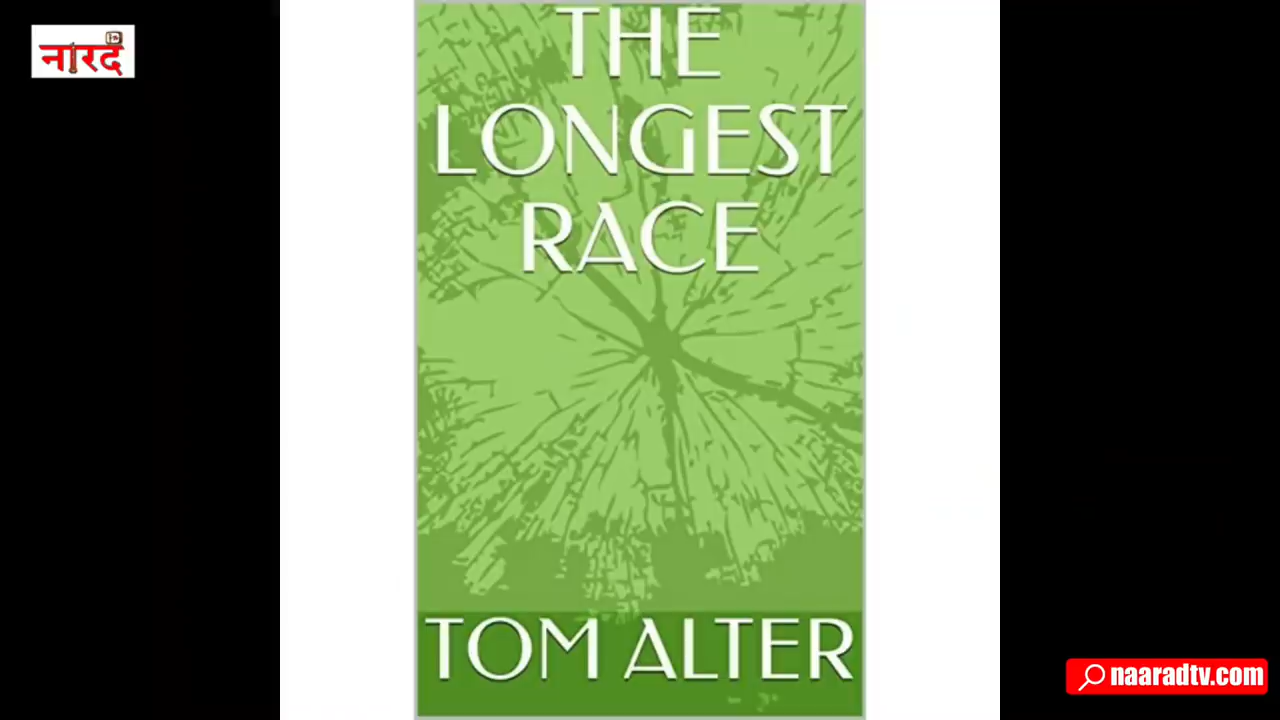 नारद
THE
LONGEST
RACE
TOM ALTER
naaradtv.com